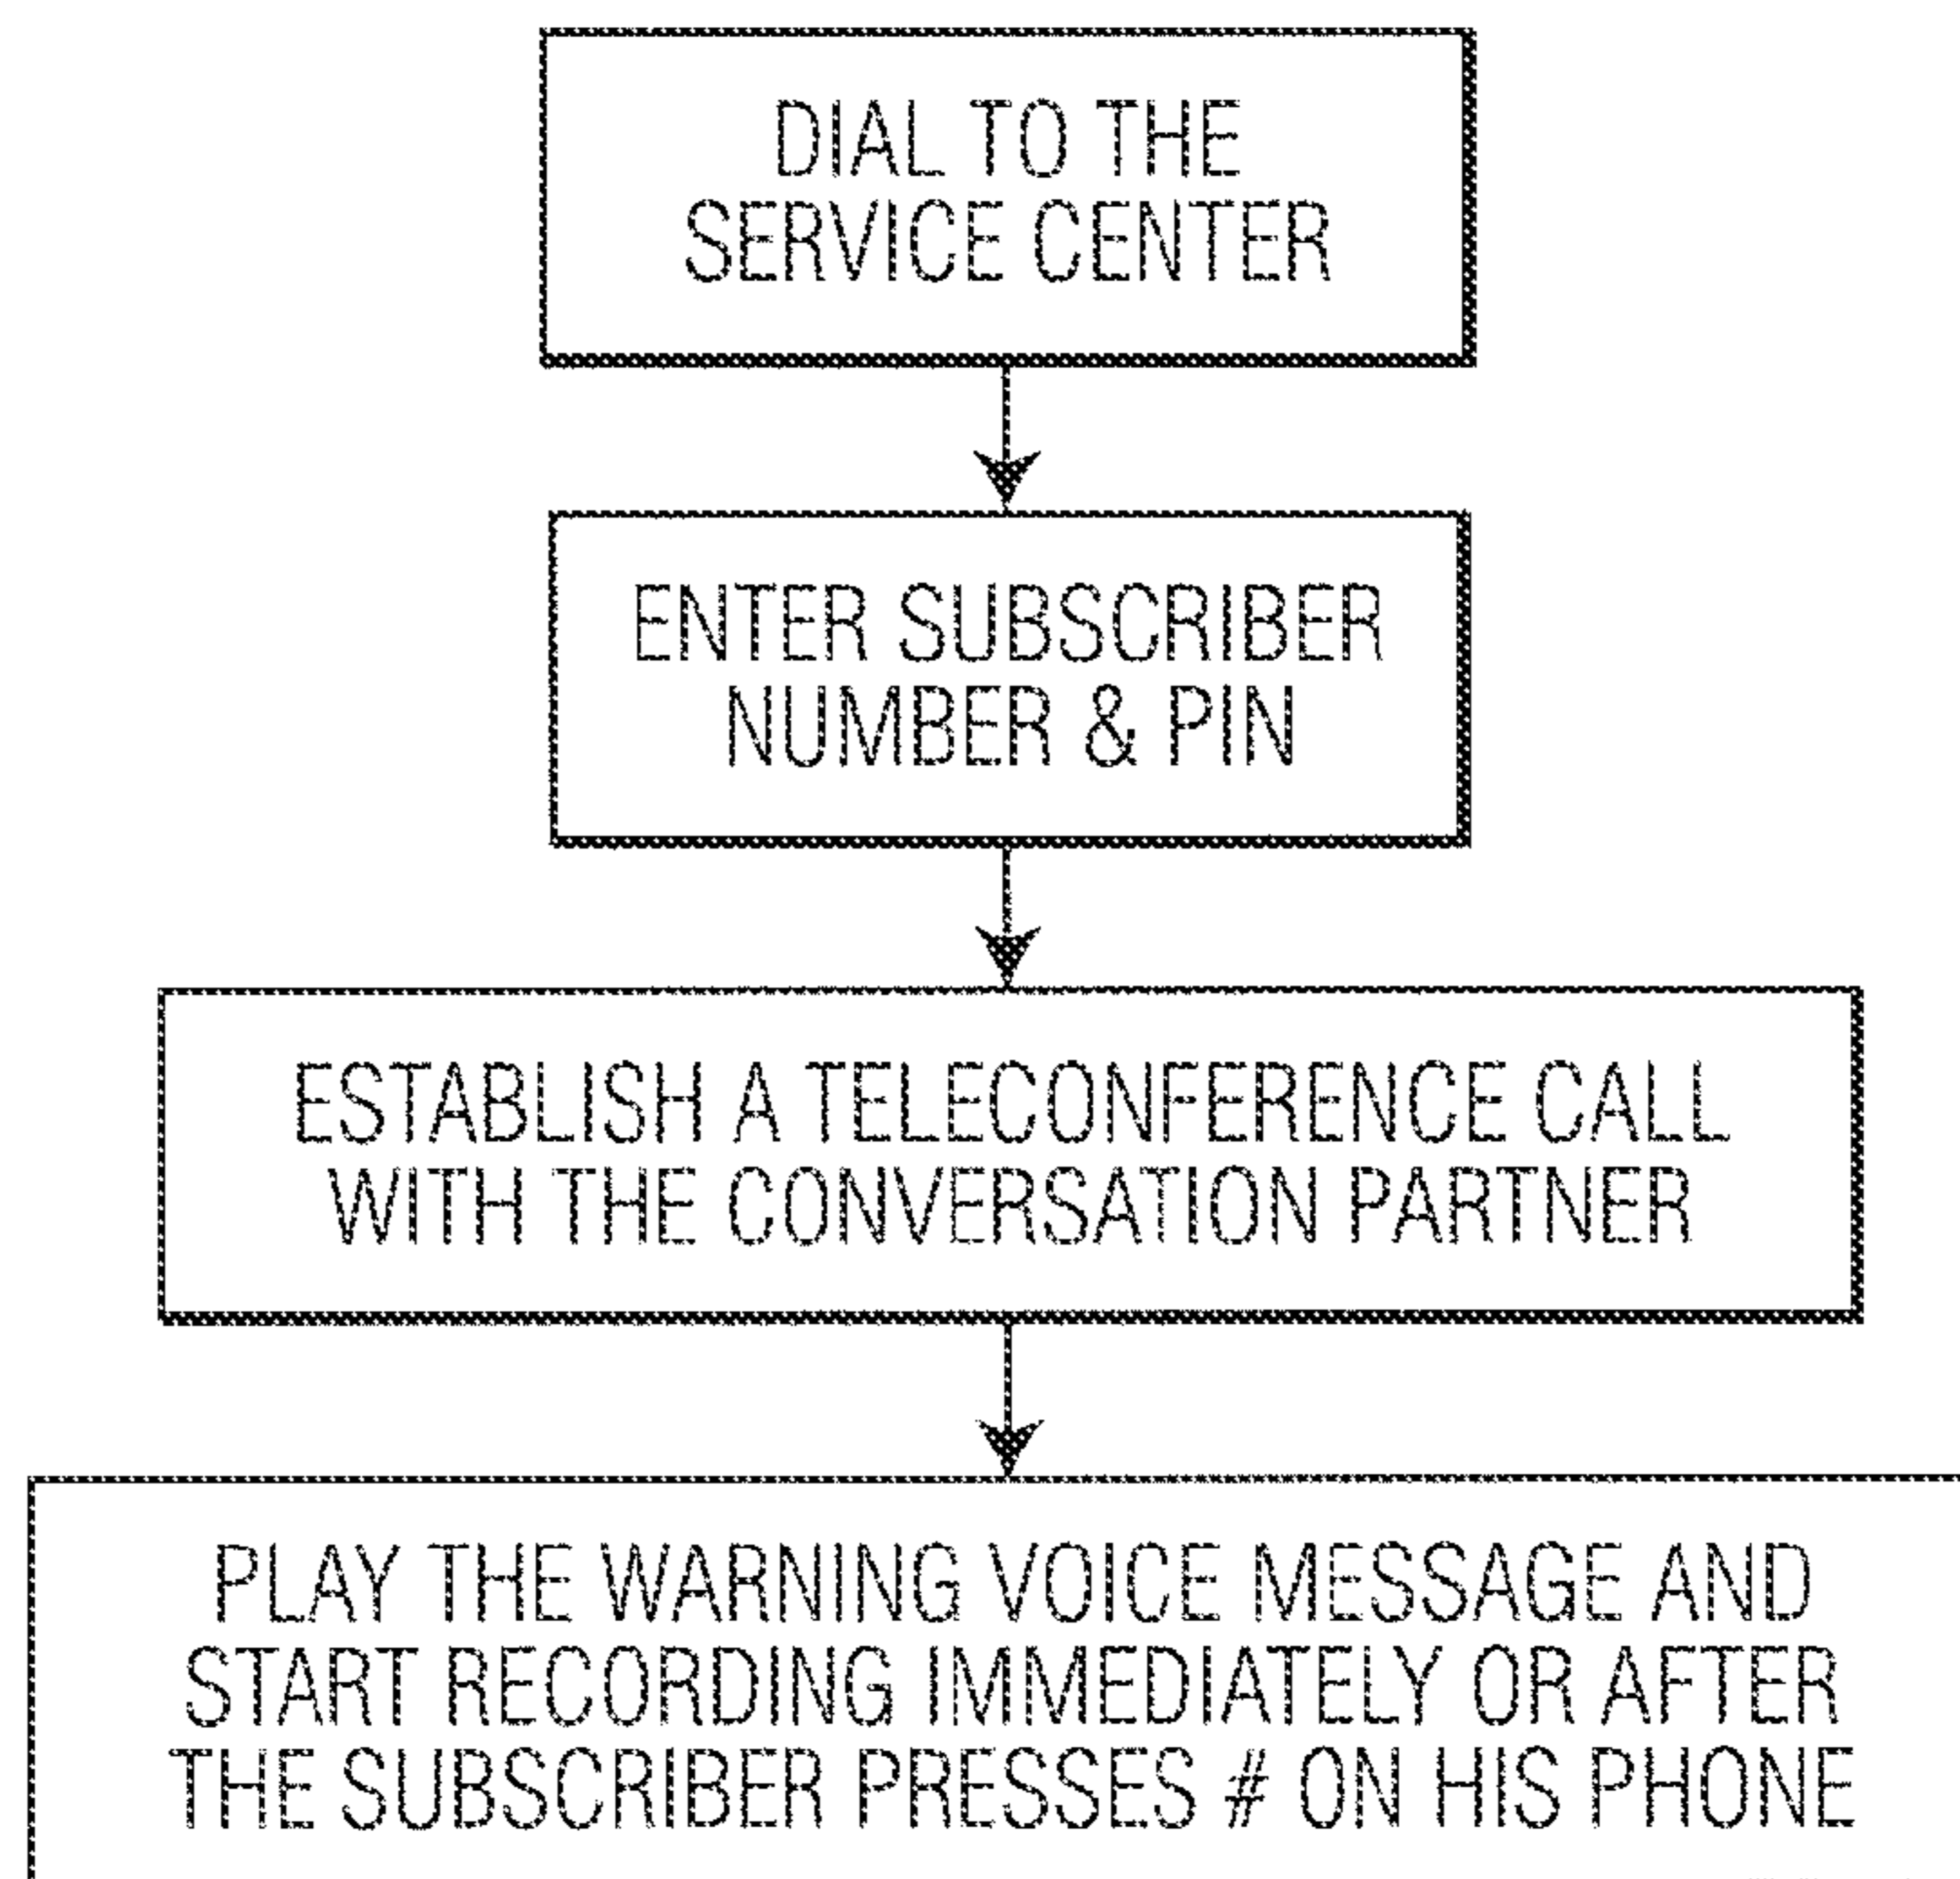 DIAL TO THE
SERVICE CENTER
ENTER SUBSCRIBER
NUMBER & PIN
ESTABLISH A TELECONFERENCE CALL
WITH THE CONVERSATION PARTNER
PLAY THE WARNING VOICE MESSAGE AND
START RECORDING IMMEDIATELY OR AFTER
THE SUBSCRIBER PRESSES # ON HIS PHONE